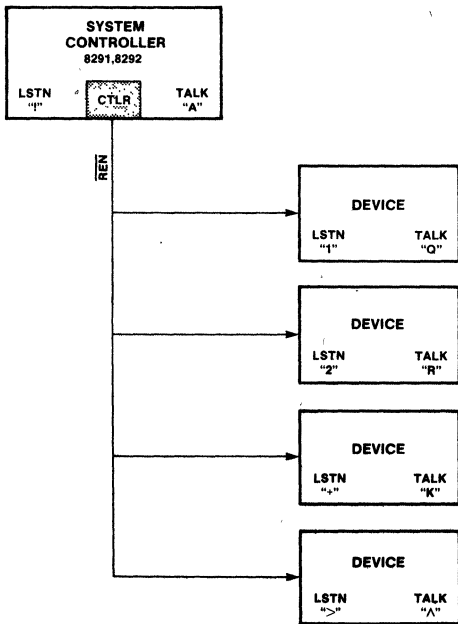 SYSTEM
CONTROLLER
8291,8292
LSTN CTLR TALK
"!" "A"
REN
DEVICE
LSTN TALK
"1" "Q"
DEVICE
LSTN TALK
"2" "R"
DEVICE
LSTN TALK
"+" "K"
DEVICE
LSTN TALK
">" "^"